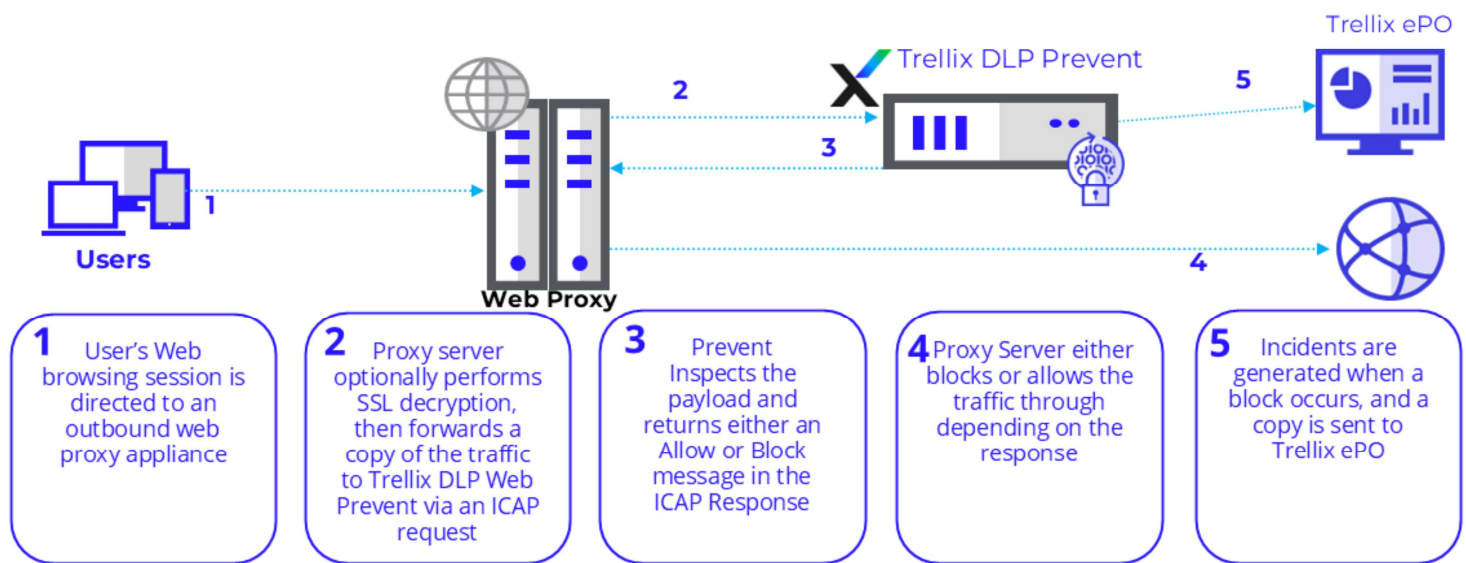 Trellix ePO
Trellix DLP Prevent
2
5
3
1
Users
4
Web Proxy
1
User's Web
browsing session is
directed to an
outbound web
proxy appliance
2
Proxy server
optionally performs
SSL decryption,
then forwards a
copy of the traffic
to Trellix DLP Web
Prevent via an ICAP
request
3
Prevent
Inspects the
payload and
returns either an
Allow or Block
message in the
ICAP Response
4
Proxy Server either
blocks or allows the
traffic through
depending on the
response
5
Incidents are
generated when a
block occurs, and a
copy is sent to
Trellix ePO